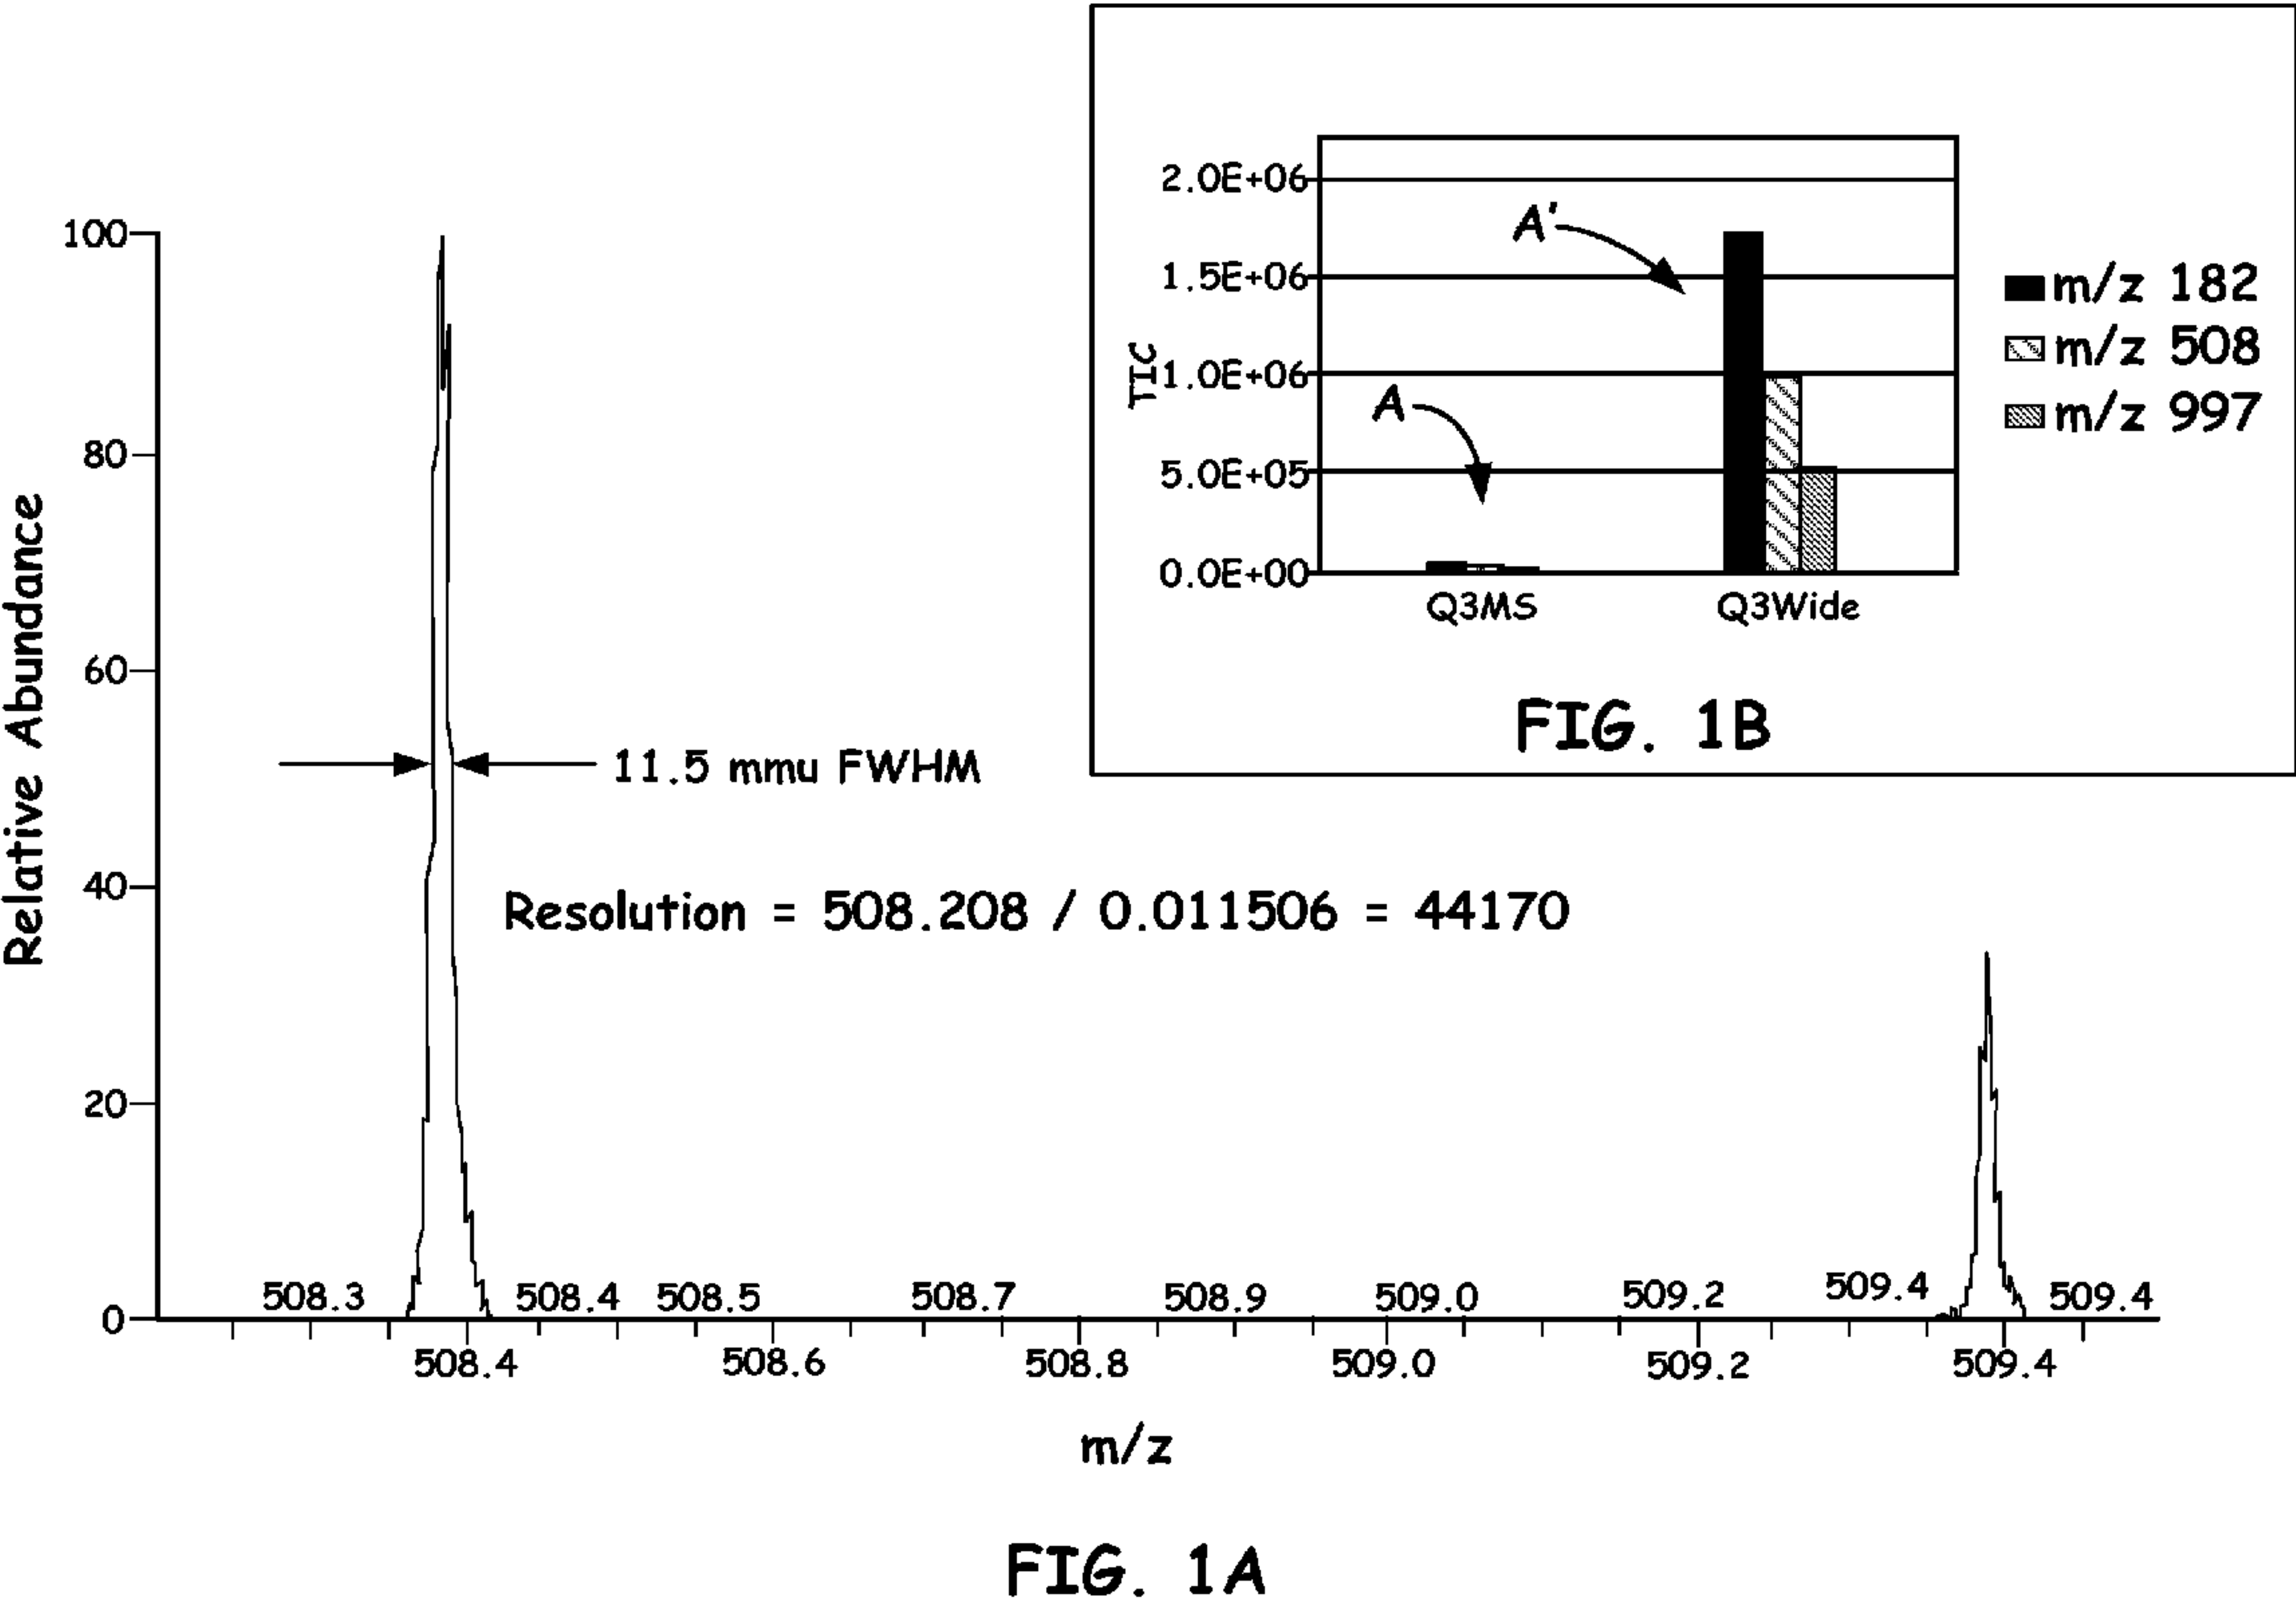 2.0E+06
A'
1.5E+06
m/z 182
m/z 508
TIC
1.0E+06
A
m/z 997
5.0E+05
0.0E+00
Q3MS Q3Wide
FIG. 1B
100
80
60
40
20
0
Relative Abundance
11.5 mmu FWHM
Resolution = 508.208 / 0.011506 = 44170
508.3 508.4 508.5 508.7 508.9 509.0 509.2 509.4 509.4
508.4 508.6 508.8 509.0 509.2 509.4
m/z
FIG. 1A